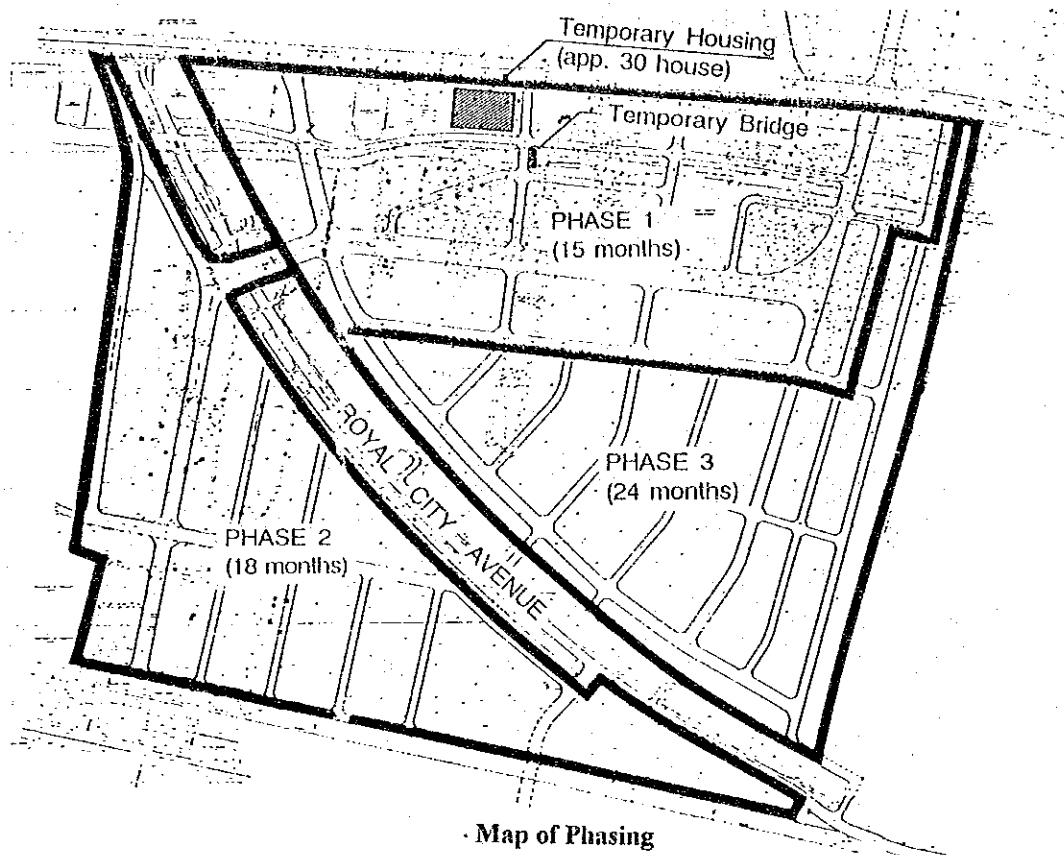 Temporary Housing
(app. 30 house)
Temporary Bridge
PHASE 1
(15 months)
ROYAL CITY AVENUE
PHASE 3
(24 months)
PHASE 2
(18 months)
Map of Phasing